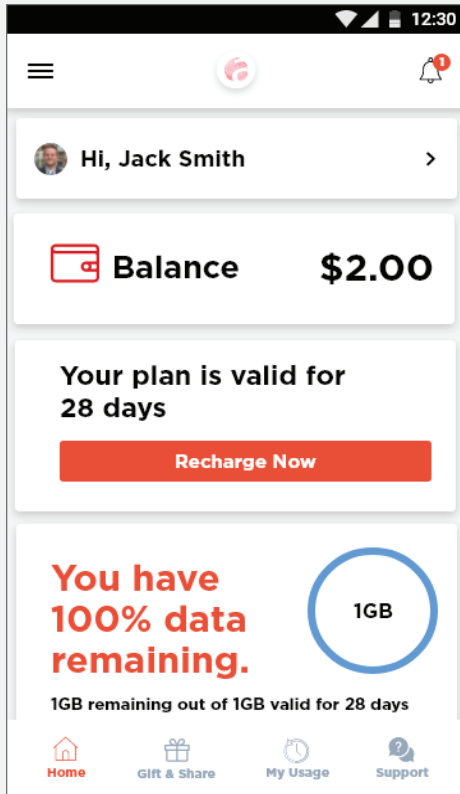 12:30
1
Hi, Jack Smith
Balance $2.00
Your plan is valid for
28 days
Recharge Now
You have
100% data
remaining.
1GB
1GB remaining out of 1GB valid for 28 days
Home Gift & Share My Usage Support